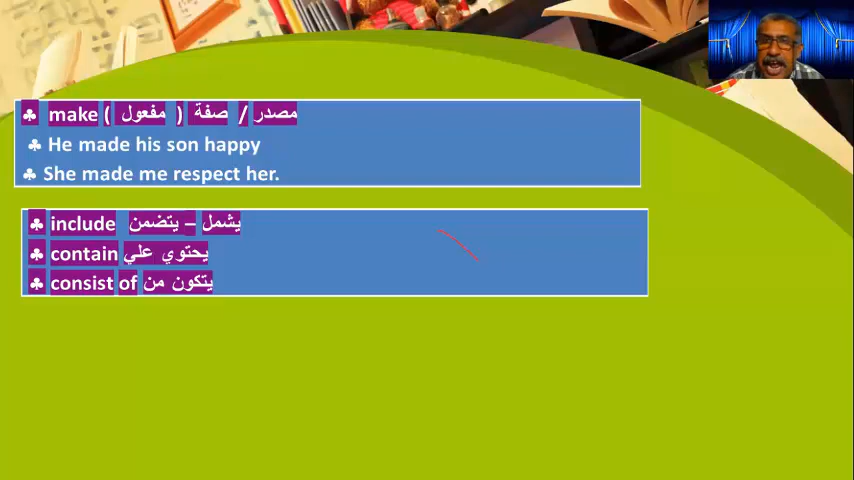 ♣ make ( مفعول ) صفة / مصدر
♣ He made his son happy
♣ She made me respect her.
♣ include يشمل – يتضمن
♣ contain يحتوي علي
♣ consist of يتكون من